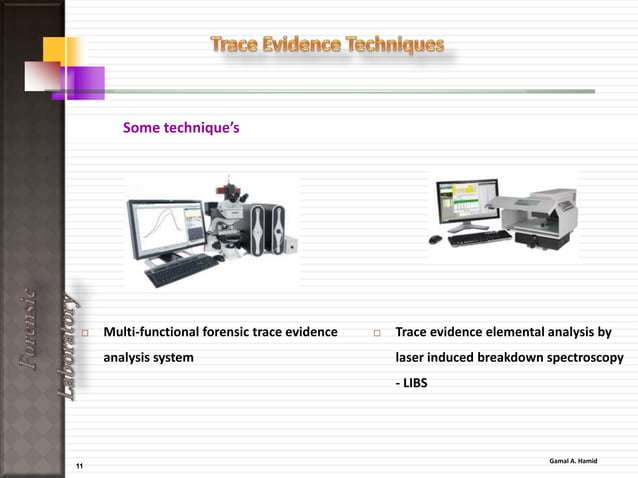 Trace Evidence Techniques
Some technique’s
Multi-functional forensic trace evidence
analysis system
Trace evidence elemental analysis by
laser induced breakdown spectroscopy
- LIBS
Forensic
Laboratory
Gamal A. Hamid
11